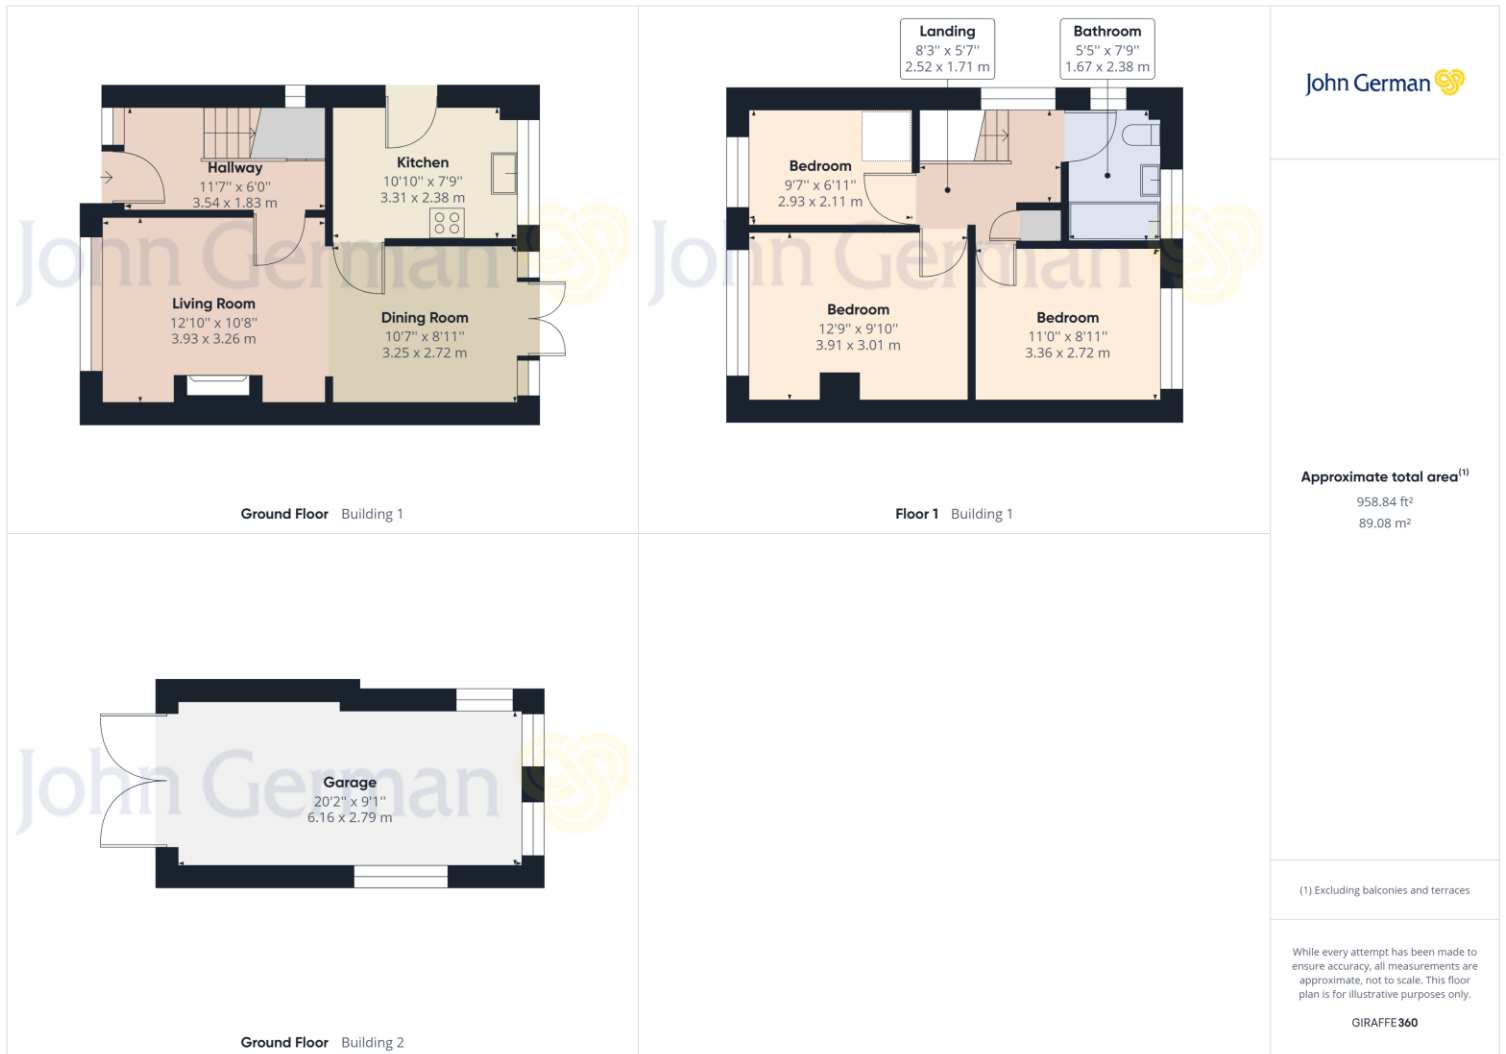 Hallway
11'7" x 6'0"
3.54 x 1.83 m
Kitchen
10'10" x 7'9"
3.31 x 2.38 m
Living Room
12'10" x 10'8"
3.93 x 3.26 m
Dining Room
10'7" x 8'11"
3.25 x 2.72 m
John German
Ground Floor Building 1
Landing
8'3" x 5'7"
2.52 x 1.71 m
Bathroom
5'5" x 7'9"
1.67 x 2.38 m
Bedroom
9'7" x 6'11"
2.93 x 2.11 m
Bedroom
12'9" x 9'10"
3.91 x 3.01 m
Bedroom
11'0" x 8'11"
3.36 x 2.72 m
John German
Floor 1 Building 1
Garage
20'2" x 9'1"
6.16 x 2.79 m
John German
Ground Floor Building 2
John German
Approximate total area(1)
958.84 ft²
89.08 m²
(1) Excluding balconies and terraces
While every attempt has been made to
ensure accuracy, all measurements are
approximate, not to scale. This floor
plan is for illustrative purposes only.
GIRAFFE360